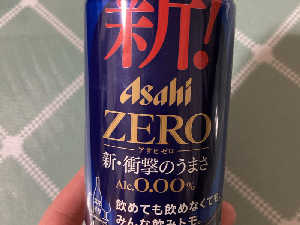 新!
Asahi
ZERO
アサヒゼロ
新・衝撃のうまさ
Alc.0.00%
飲めても飲めなくても、
みんな飲みトモ。